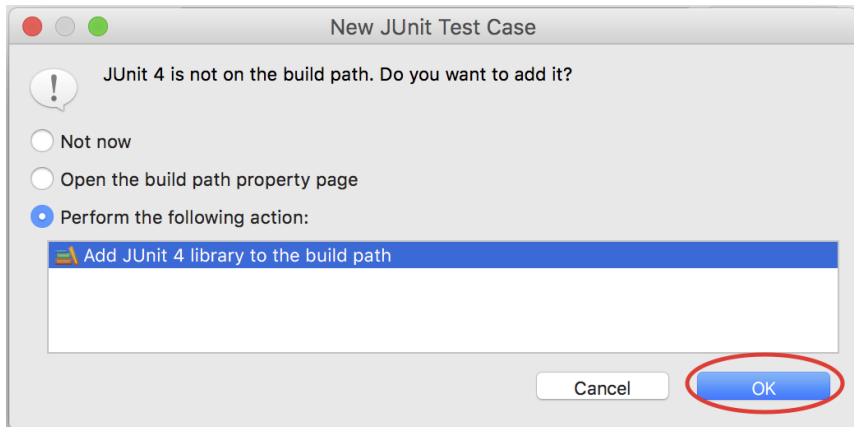 New JUnit Test Case
JUnit 4 is not on the build path. Do you want to add it?
Not now
Open the build path property page
Perform the following action:
Add JUnit 4 library to the build path
Cancel
OK